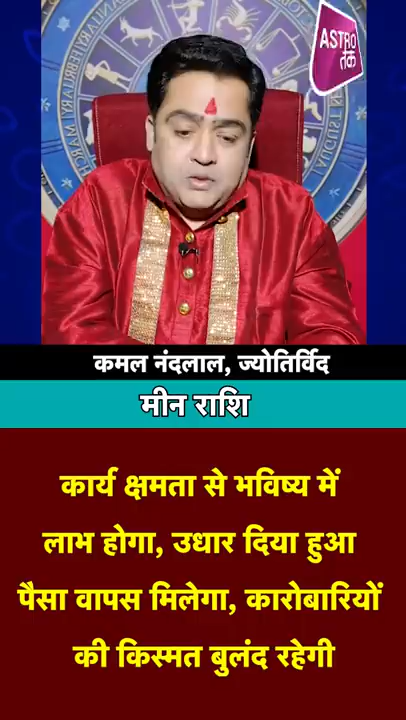 ASTRO
तक
कमल नंदलाल, ज्योतिर्विद
मीन राशि
कार्य क्षमता से भविष्य में
लाभ होगा, उधार दिया हुआ
पैसा वापस मिलेगा, कारोबारियों
की किस्मत बुलंद रहेगी